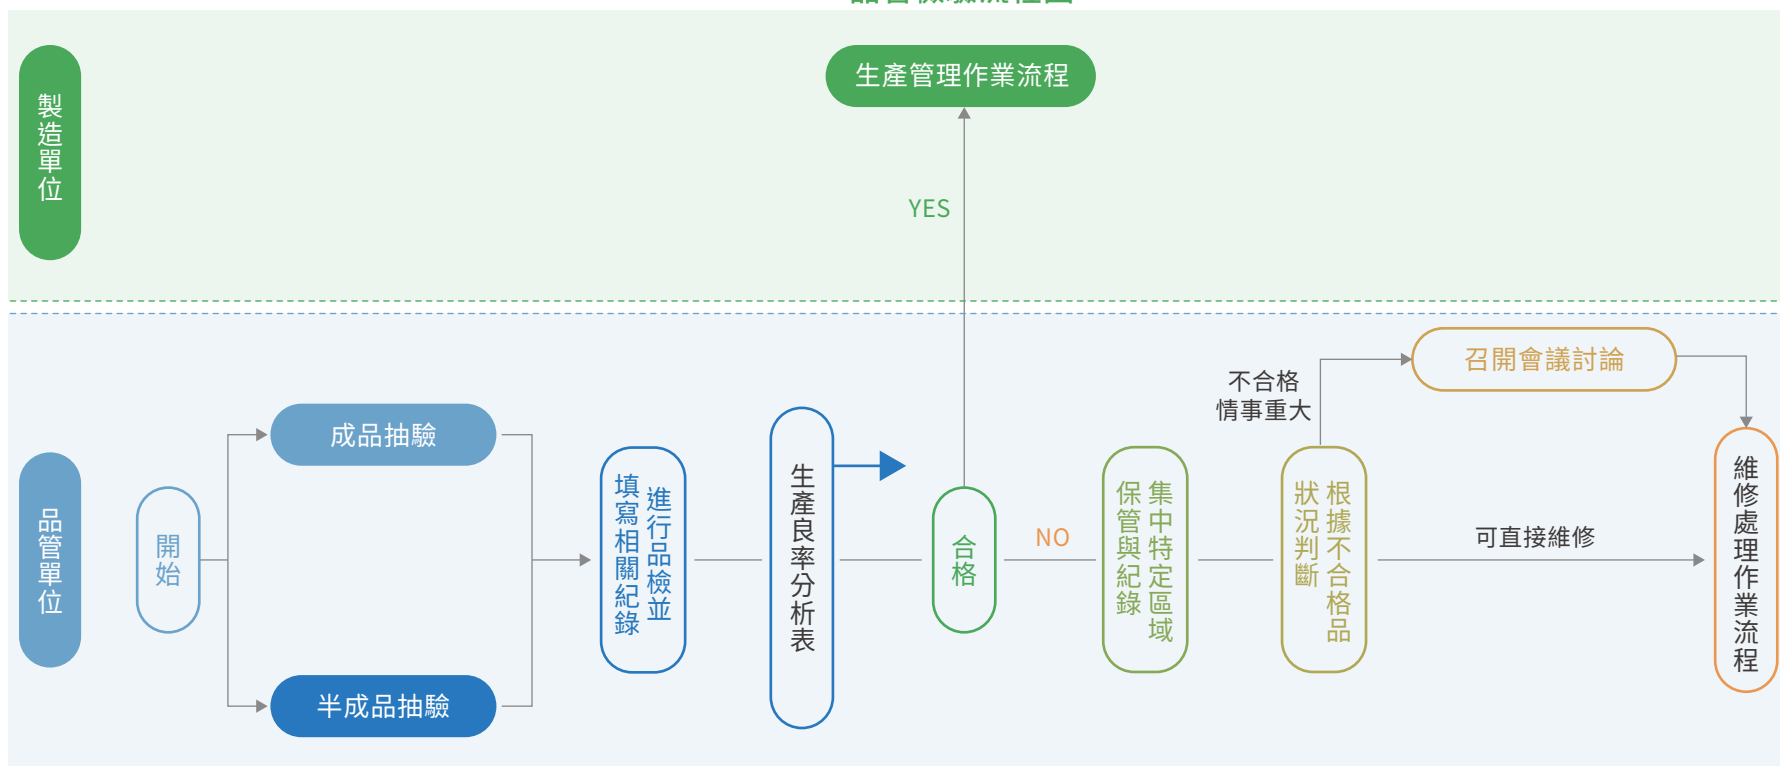 製造單位
生產管理作業流程
YES
品管單位
開始
成品抽驗
半成品抽驗
進行品檢並
填寫相關紀錄
生產良率分析表
合格
NO
集中特定區域
保管與紀錄
根據不合格品
狀況判斷
不合格
情事重大
召開會議討論
可直接維修
維修處理作業流程